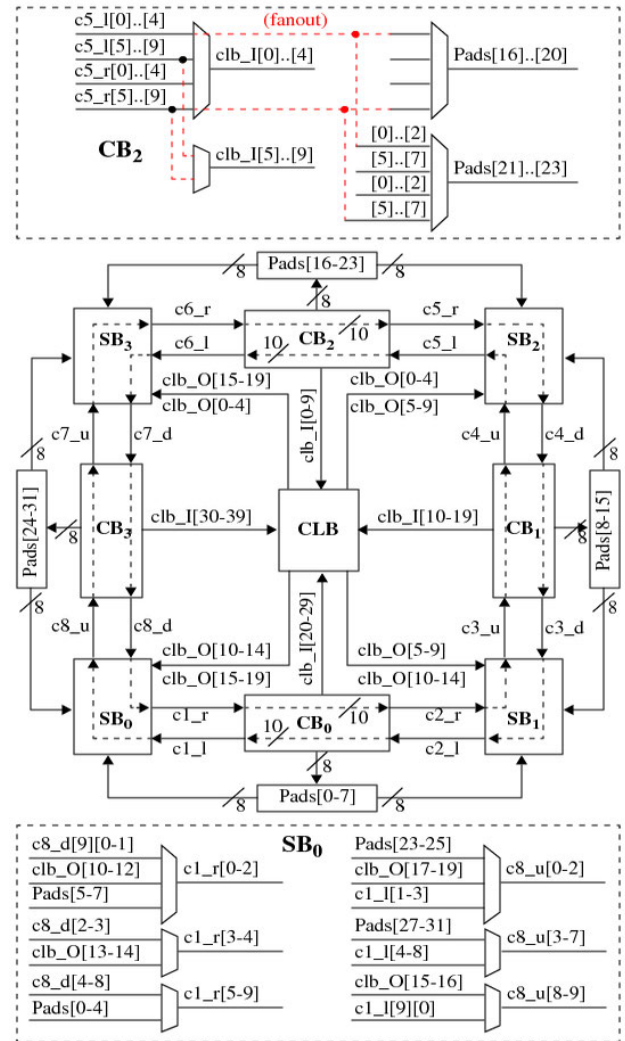 c5_l[0]..[4]
(fanout)
c5_l[5]..[9]
clb_I[0]..[4]
Pads[16]..[20]
c5_r[0]..[4]
c5_r[5]..[9]
CB2
clb_I[5]..[9]
[0]..[2]
[5]..[7]
Pads[21]..[23]
[0]..[2]
[5]..[7]
8
Pads[16-23]
8
8
SB3
c6_r
c6_l
10
CB2
10
c5_r
c5_l
SB2
clb_O[15-19]
clb_O[0-4]
clb_O[0-4]
clb_O[5-9]
clb_I[0-9]
8
c7_u
c7_d
c4_u
c4_d
8
Pads[24-31]
8
CB3
clb_I[30-39]
CLB
clb_I[10-19]
CB1
8
Pads[8-15]
8
c8_u
c8_d
clb_I[20-29]
c3_u
c3_d
8
clb_O[10-14]
clb_O[15-19]
clb_O[5-9]
clb_O[10-14]
SB0
c1_r
c1_l
10
CB0
10
c2_r
c2_l
SB1
8
8
Pads[0-7]
8
SB0
c8_d[9][0-1]
clb_O[10-12]
c1_r[0-2]
Pads[5-7]
c8_d[2-3]
clb_O[13-14]
c1_r[3-4]
c8_d[4-8]
Pads[0-4]
c1_r[5-9]
Pads[23-25]
clb_O[17-19]
c8_u[0-2]
c1_l[1-3]
Pads[27-31]
c1_l[4-8]
c8_u[3-7]
clb_O[15-16]
c1_l[9][0]
c8_u[8-9]